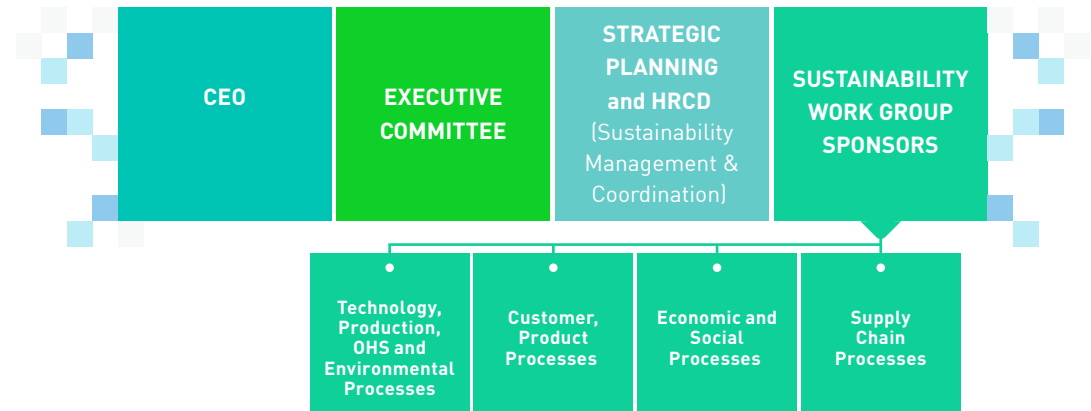 CEO
EXECUTIVE
COMMITTEE
STRATEGIC
PLANNING
and HRCD
(Sustainability
Management &
Coordination)
SUSTAINABILITY
WORK GROUP
SPONSORS
Technology,
Production,
OHS and
Environmental
Processes
Customer,
Product
Processes
Economic and
Social
Processes
Supply
Chain
Processes